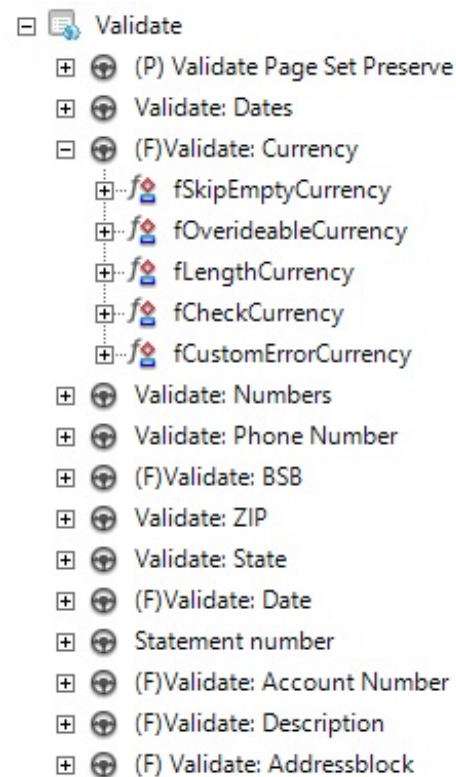 Validate
(P) Validate Page Set Preserve
Validate: Dates
(F)Validate: Currency
fSkipEmptyCurrency
fOverideableCurrency
fLengthCurrency
fCheckCurrency
fCustomErrorCurrency
Validate: Numbers
Validate: Phone Number
(F)Validate: BSB
Validate: ZIP
Validate: State
(F)Validate: Date
Statement number
(F)Validate: Account Number
(F)Validate: Description
(F) Validate: Addressblock